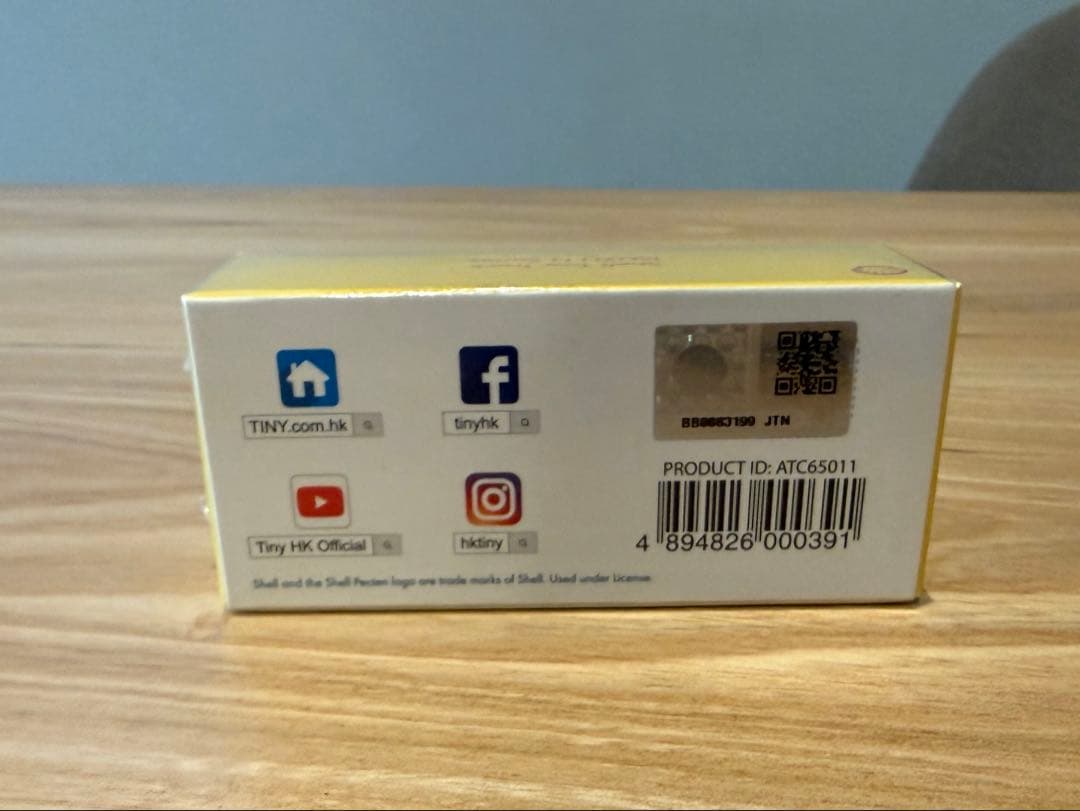 TINY.com.hk
tinyhk
Tiny HK Official
hktiny
JTN
PRODUCT ID: ATC65011
4 894826 000391
Shell and the Shell Pecten logo are trade marks of Shell. Used under License.